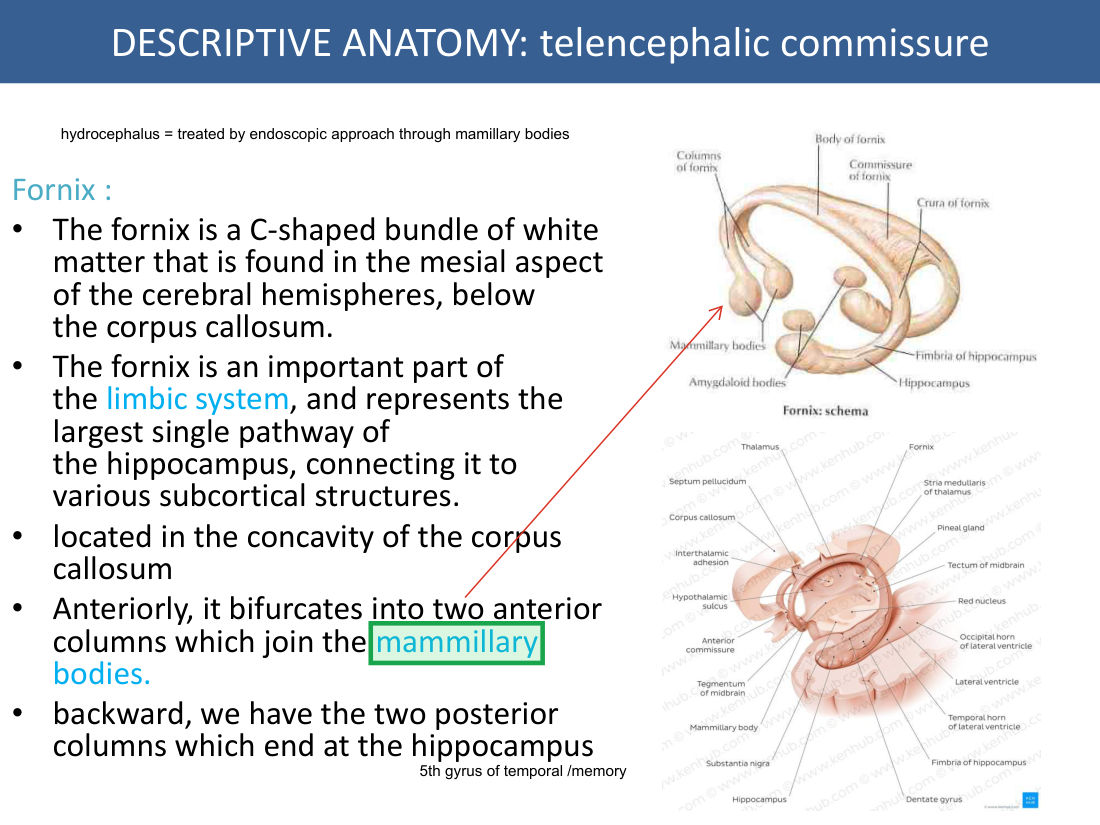 DESCRIPTIVE ANATOMY: telencephalic commissure
hydrocephalus = treated by endoscopic approach through mamillary bodies
Fornix :
• The fornix is a C-shaped bundle of white
matter that is found in the mesial aspect
of the cerebral hemispheres, below
the corpus callosum.
• The fornix is an important part of
the limbic system, and represents the
largest single pathway of
the hippocampus, connecting it to
various subcortical structures.
• located in the concavity of the corpus
callosum
• Anteriorly, it bifurcates into two anterior
columns which join the mammillary
bodies.
• backward, we have the two posterior
columns which end at the hippocampus
5th gyrus of temporal /memory
Body of fornix
Columns
of fornix
Commissure
of fornix
Crura of fornix
Mammillary bodies
Amygdaloid bodies
Fimbria of hippocampus
Hippocampus
Fornix: schema
Thalamus
Fornix
Septum pellucidum
Stria medullaris
of thalamus
Corpus callosum
Pineal gland
Interthalamic
adhesion
Tectum of midbrain
Hypothalamic
sulcus
Red nucleus
Anterior
commissure
Occipital horn
of lateral ventricle
Tegmentum
of midbrain
Lateral ventricle
Mammillary body
Temporal horn
of lateral ventricle
Substantia nigra
Fimbria of hippocampus
Hippocampus
Dentate gyrus
© www.kenhub.com
KEN
HUB